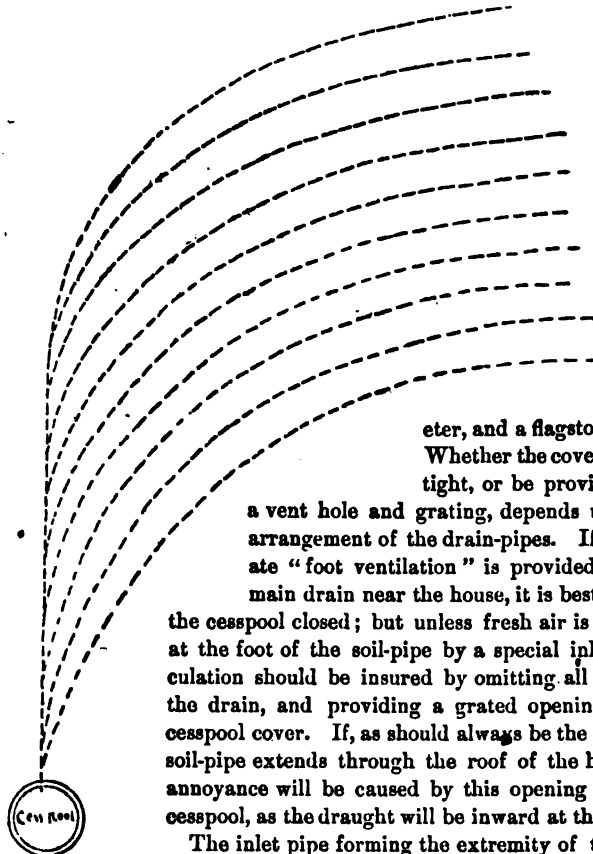 eter, and a flagsto
Whether the cove
tight, or be provi
a vent hole and grating, depends u
arrangement of the drain-pipes. If
ate “foot ventilation” is provided
main drain near the house, it is best
the cesspool closed; but unless fresh air is
at the foot of the soil-pipe by a special inl
culation should be insured by omitting all
the drain, and providing a grated openin
cesspool cover. If, as should always be the
soil-pipe extends through the roof of the h
annoyance will be caused by this opening
cesspool, as the draught will be inward at th
Cess Pool
The inlet pipe forming the extremity of t